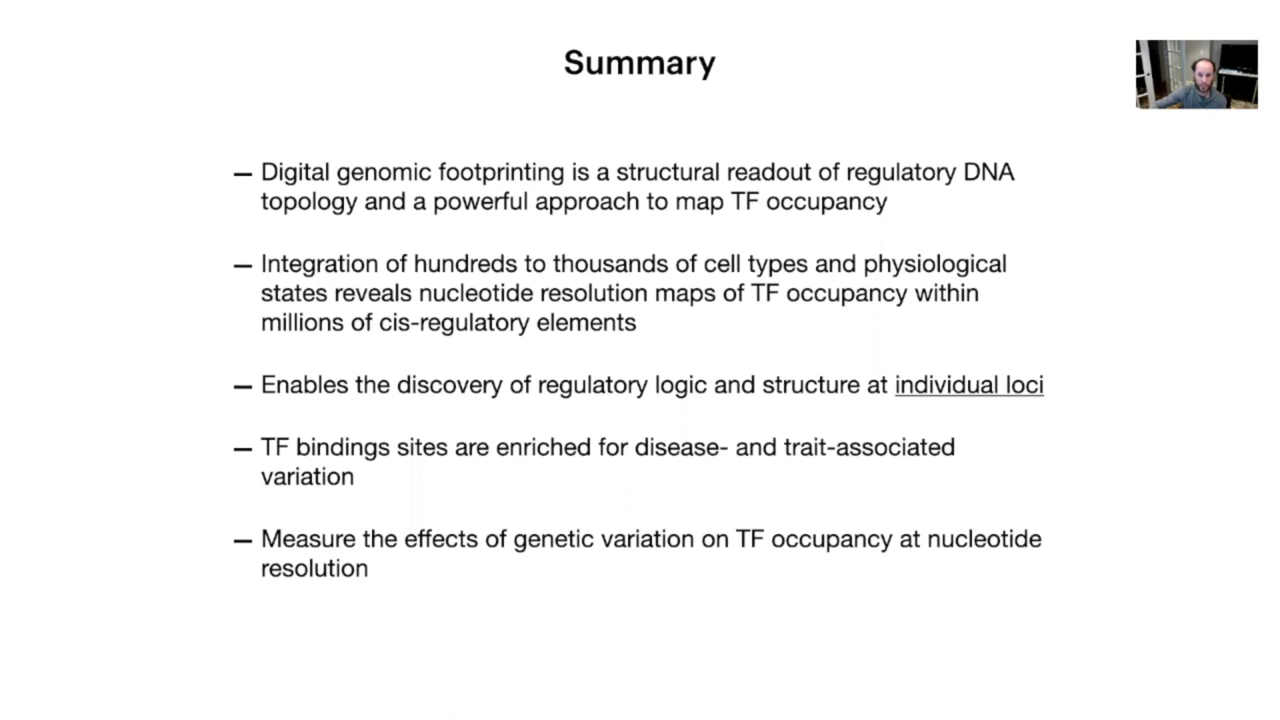 Summary
— Digital genomic footprinting is a structural readout of regulatory DNA
topology and a powerful approach to map TF occupancy
— Integration of hundreds to thousands of cell types and physiological
states reveals nucleotide resolution maps of TF occupancy within
millions of cis-regulatory elements
— Enables the discovery of regulatory logic and structure at individual loci
— TF bindings sites are enriched for disease- and trait-associated
variation
— Measure the effects of genetic variation on TF occupancy at nucleotide
resolution